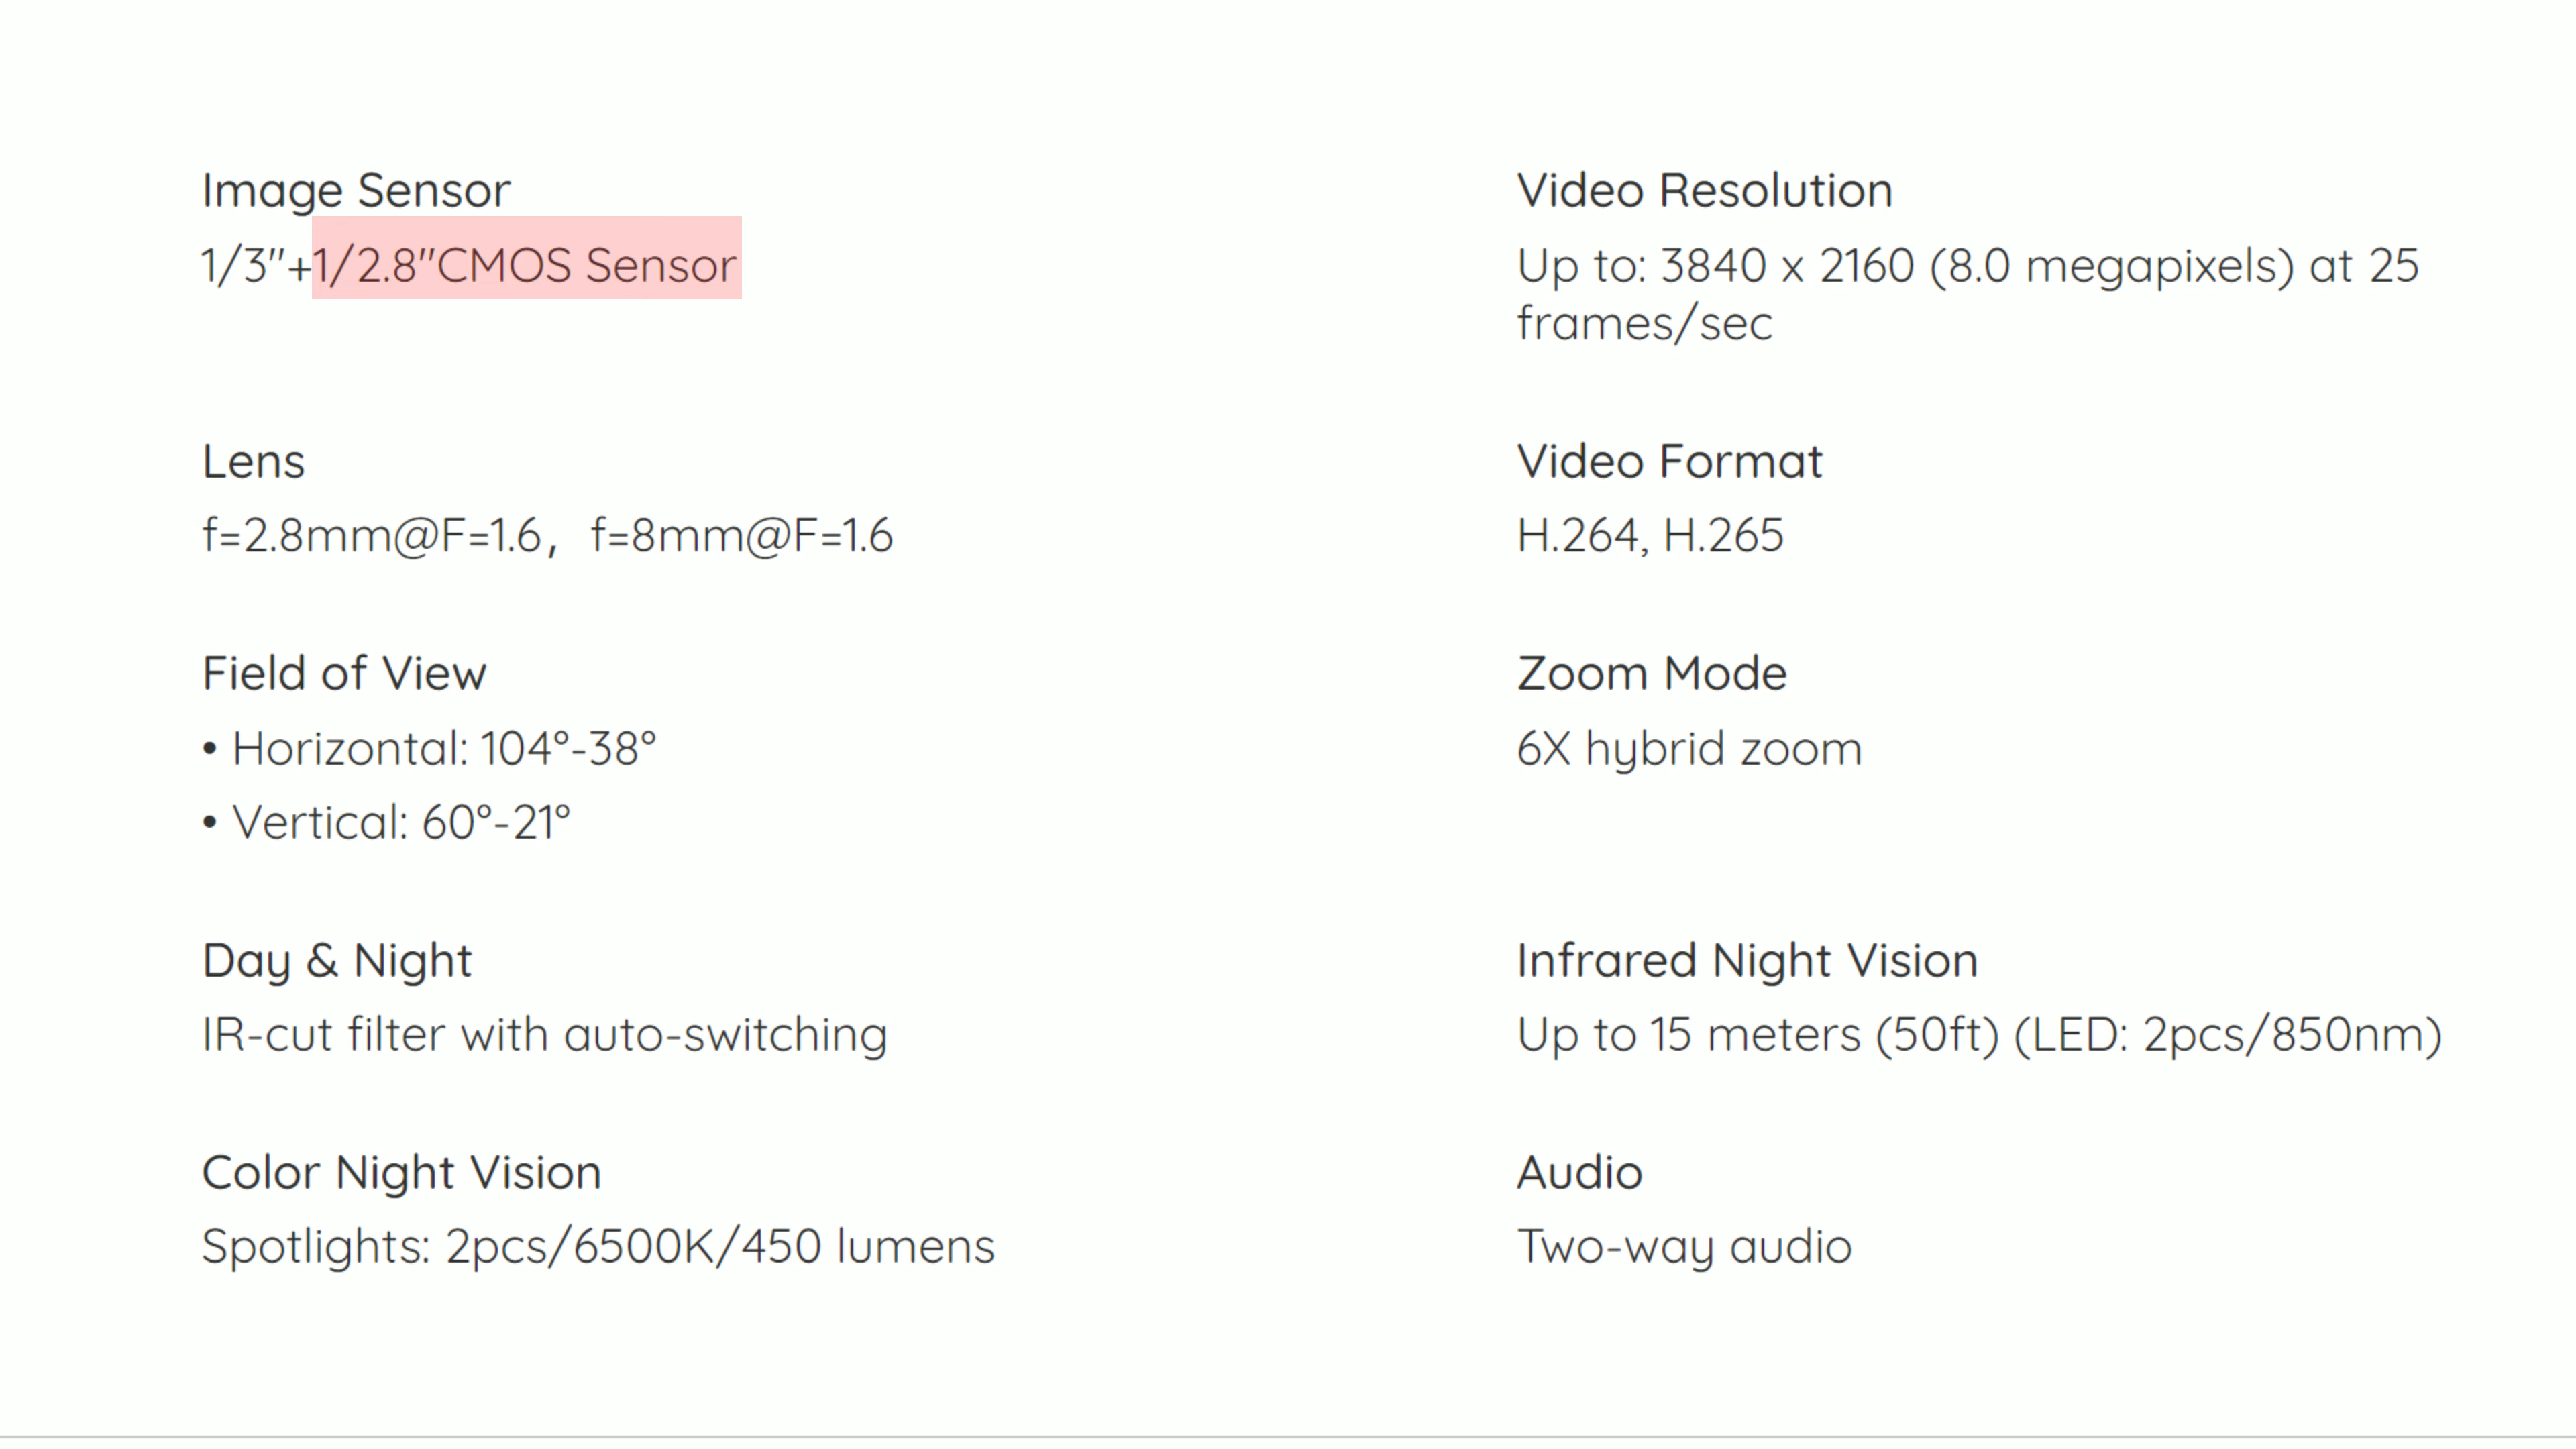 Image Sensor
1/3"+1/2.8"CMOS Sensor
Video Resolution
Up to: 3840 x 2160 (8.0 megapixels) at 25
frames/sec
Lens
f=2.8mm@F=1.6，f=8mm@F=1.6
Video Format
H.264, H.265
Field of View
• Horizontal: 104°-38°
• Vertical: 60°-21°
Zoom Mode
6X hybrid zoom
Day & Night
IR-cut filter with auto-switching
Infrared Night Vision
Up to 15 meters (50ft) (LED: 2pcs/850nm)
Color Night Vision
Spotlights: 2pcs/6500K/450 lumens
Audio
Two-way audio